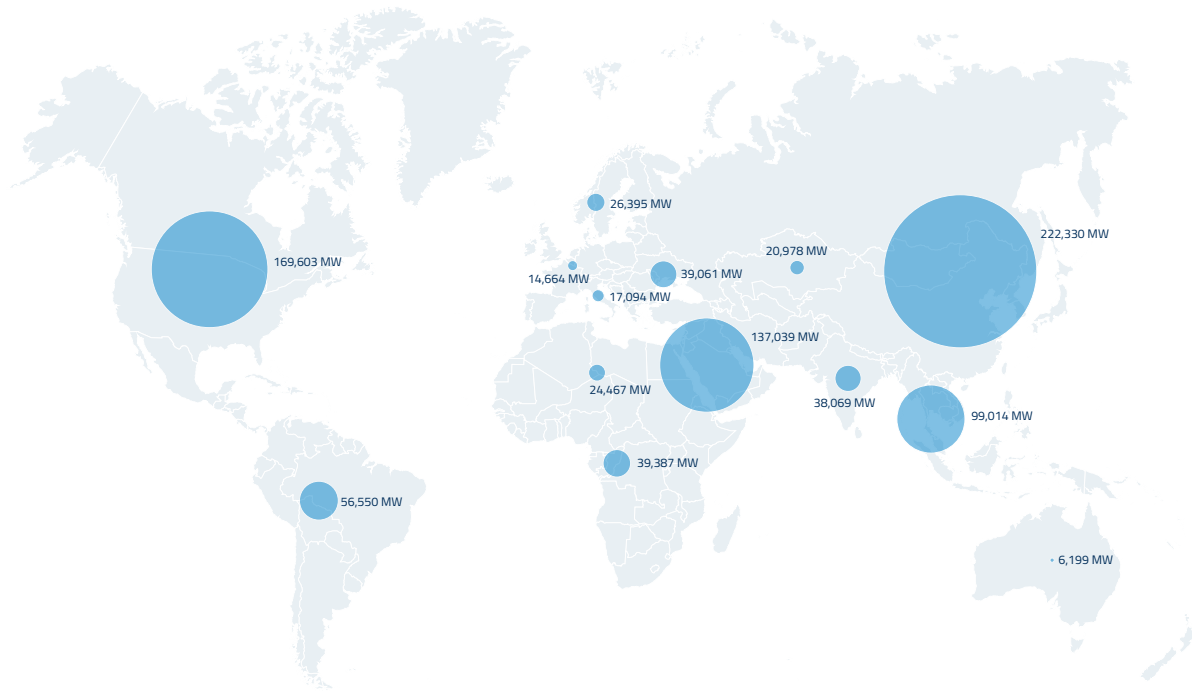 26,395 MW
222,330 MW
20,978 MW
169,603 MW
39,061 MW
14,664 MW
17,094 MW
137,039 MW
24,467 MW
38,069 MW
99,014 MW
39,387 MW
56,550 MW
6,199 MW